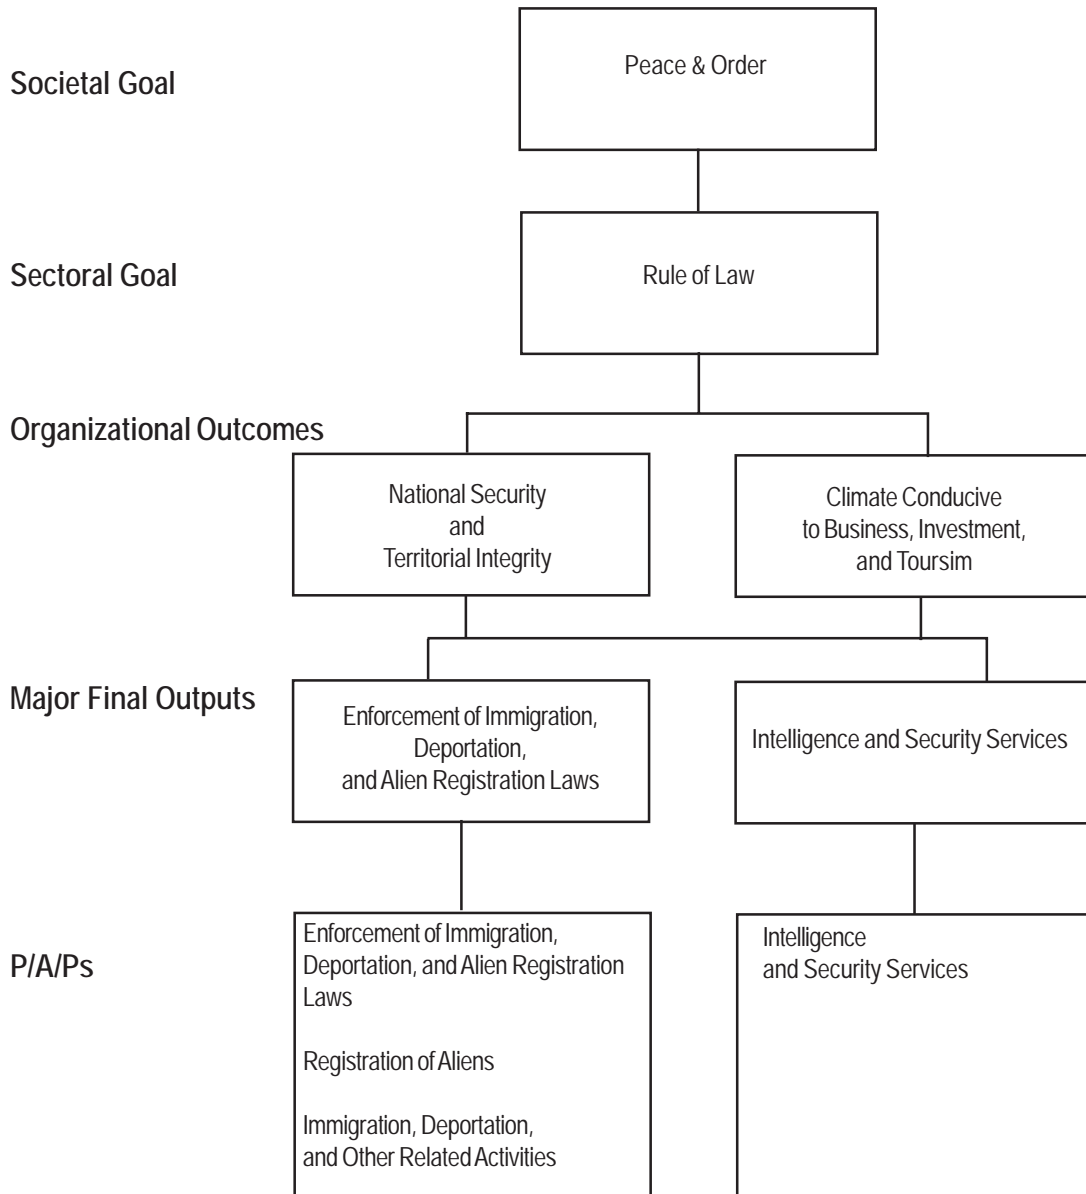 Societal Goal
Peace & Order
Sectoral Goal
Rule of Law
Organizational Outcomes
National Security
and
Territorial Integrity
Climate Conducive
to Business, Investment,
and Toursim
Major Final Outputs
Enforcement of Immigration,
Deportation,
and Alien Registration Laws
Intelligence and Security Services
P/A/Ps
Enforcement of Immigration,
Deportation, and Alien Registration
Laws
Registration of Aliens
Immigration, Deportation,
and Other Related Activities
Intelligence
and Security Services